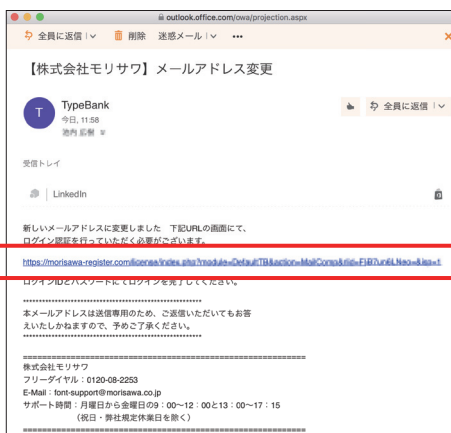 outlook.office.com/owa/projection.aspx
全員に返信 削除 迷惑メール •••
【株式会社モリサワ】メールアドレス変更
T
TypeBank
今日, 11:58
全員に返信
受信トレイ
LinkedIn
新しいメールアドレスに変更しました 下記URLの画面にて、
ログイン認証を行っていただく必要がございます。
https://morisawa-register.com/
ログインIDとパスワードにてログインを完了してください。
本メールアドレスは送信専用のため、ご返信いただいてもお答
えいたしかねますので、予めご了承ください。
株式会社モリサワ
フリーダイヤル：0120-08-2253
E-Mail：font-support@morisawa.co.jp
サポート時間：月曜日から金曜日の9：00〜12：00と13：00〜17：15
（祝日・弊社規定休業日を除く）